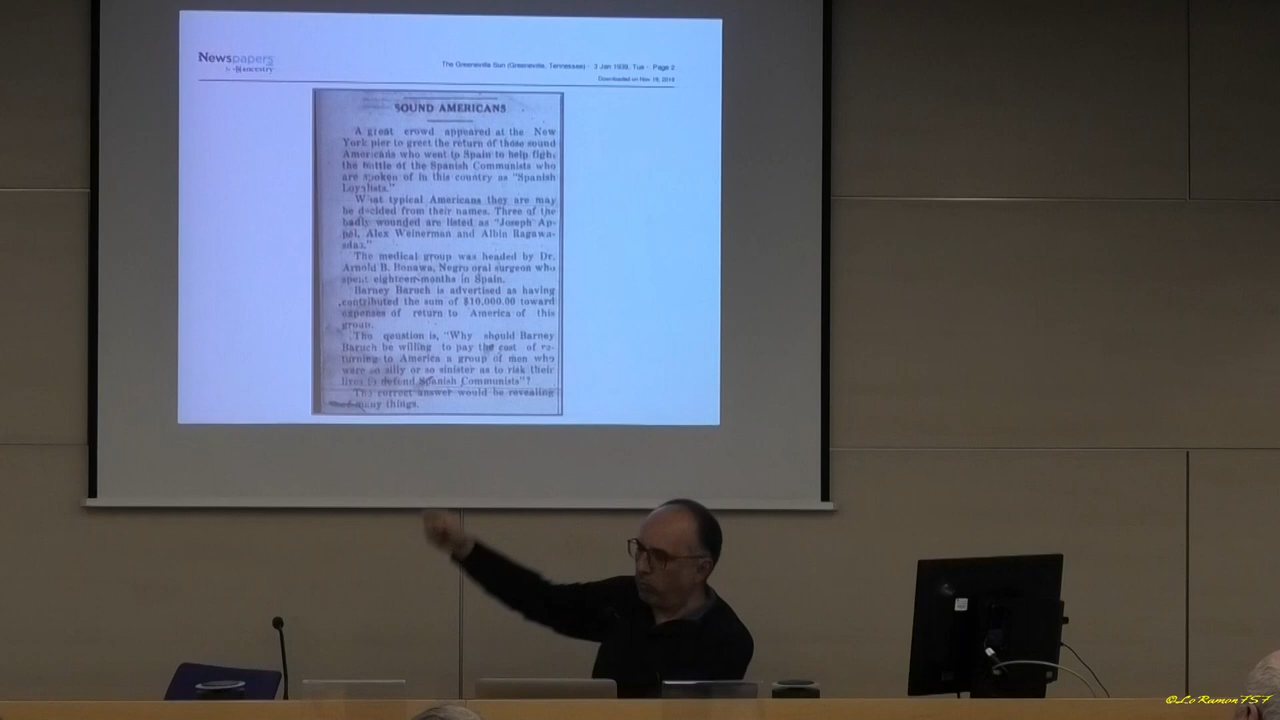 Newspapers
by ancestry
The Greeneville Sun (Greeneville, Tennessee) · 3 Jan 1939, Tue · Page 2
Downloaded on Nov 19, 2019
SOUND AMERICANS
A great crowd appeared at the New
York pier to greet the return of those sound
Americans who went to Spain to help fight
the battle of the Spanish Communists who
are spoken of in this country as "Spanish
Loyalists."
What typical Americans they are may
be decided from their names. Three of the
badly wounded are listed as "Joseph Ap-
pel, Alex Weinerman and Albin Ragawa-
sdas."
The medical group was headed by Dr.
Arnold B. Donawa, Negro oral surgeon who
spent eighteen months in Spain.
Barney Baruch is advertised as having
contributed the sum of $10,000.00 toward
expenses of return to America of this
group.
The qeustion is, "Why should Barney
Baruch be willing to pay the cost of re-
turning to America a group of men who
were so silly or so sinister as to risk their
lives to defend Spanish Communists"?
The correct answer would be revealing
many things.
©LoRamonTST